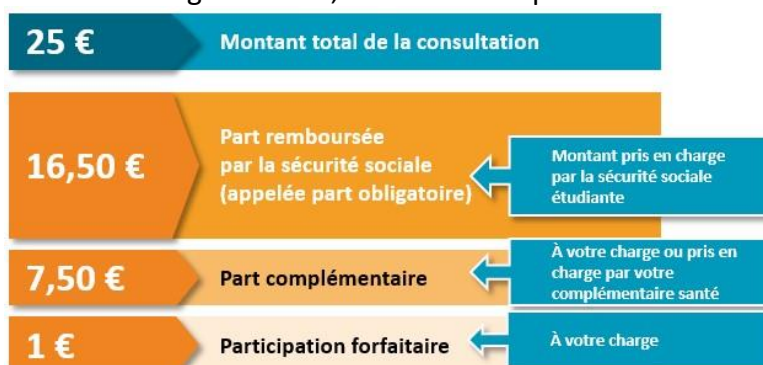 25 €
Montant total de la consultation
16,50 €
Part remboursée
par la sécurité sociale
(appelée part obligatoire)
Montant pris en charge
par la sécurité sociale
étudiante
7,50 €
Part complémentaire
À votre charge ou pris en
charge par votre
complémentaire santé
1 €
Participation forfaitaire
À votre charge